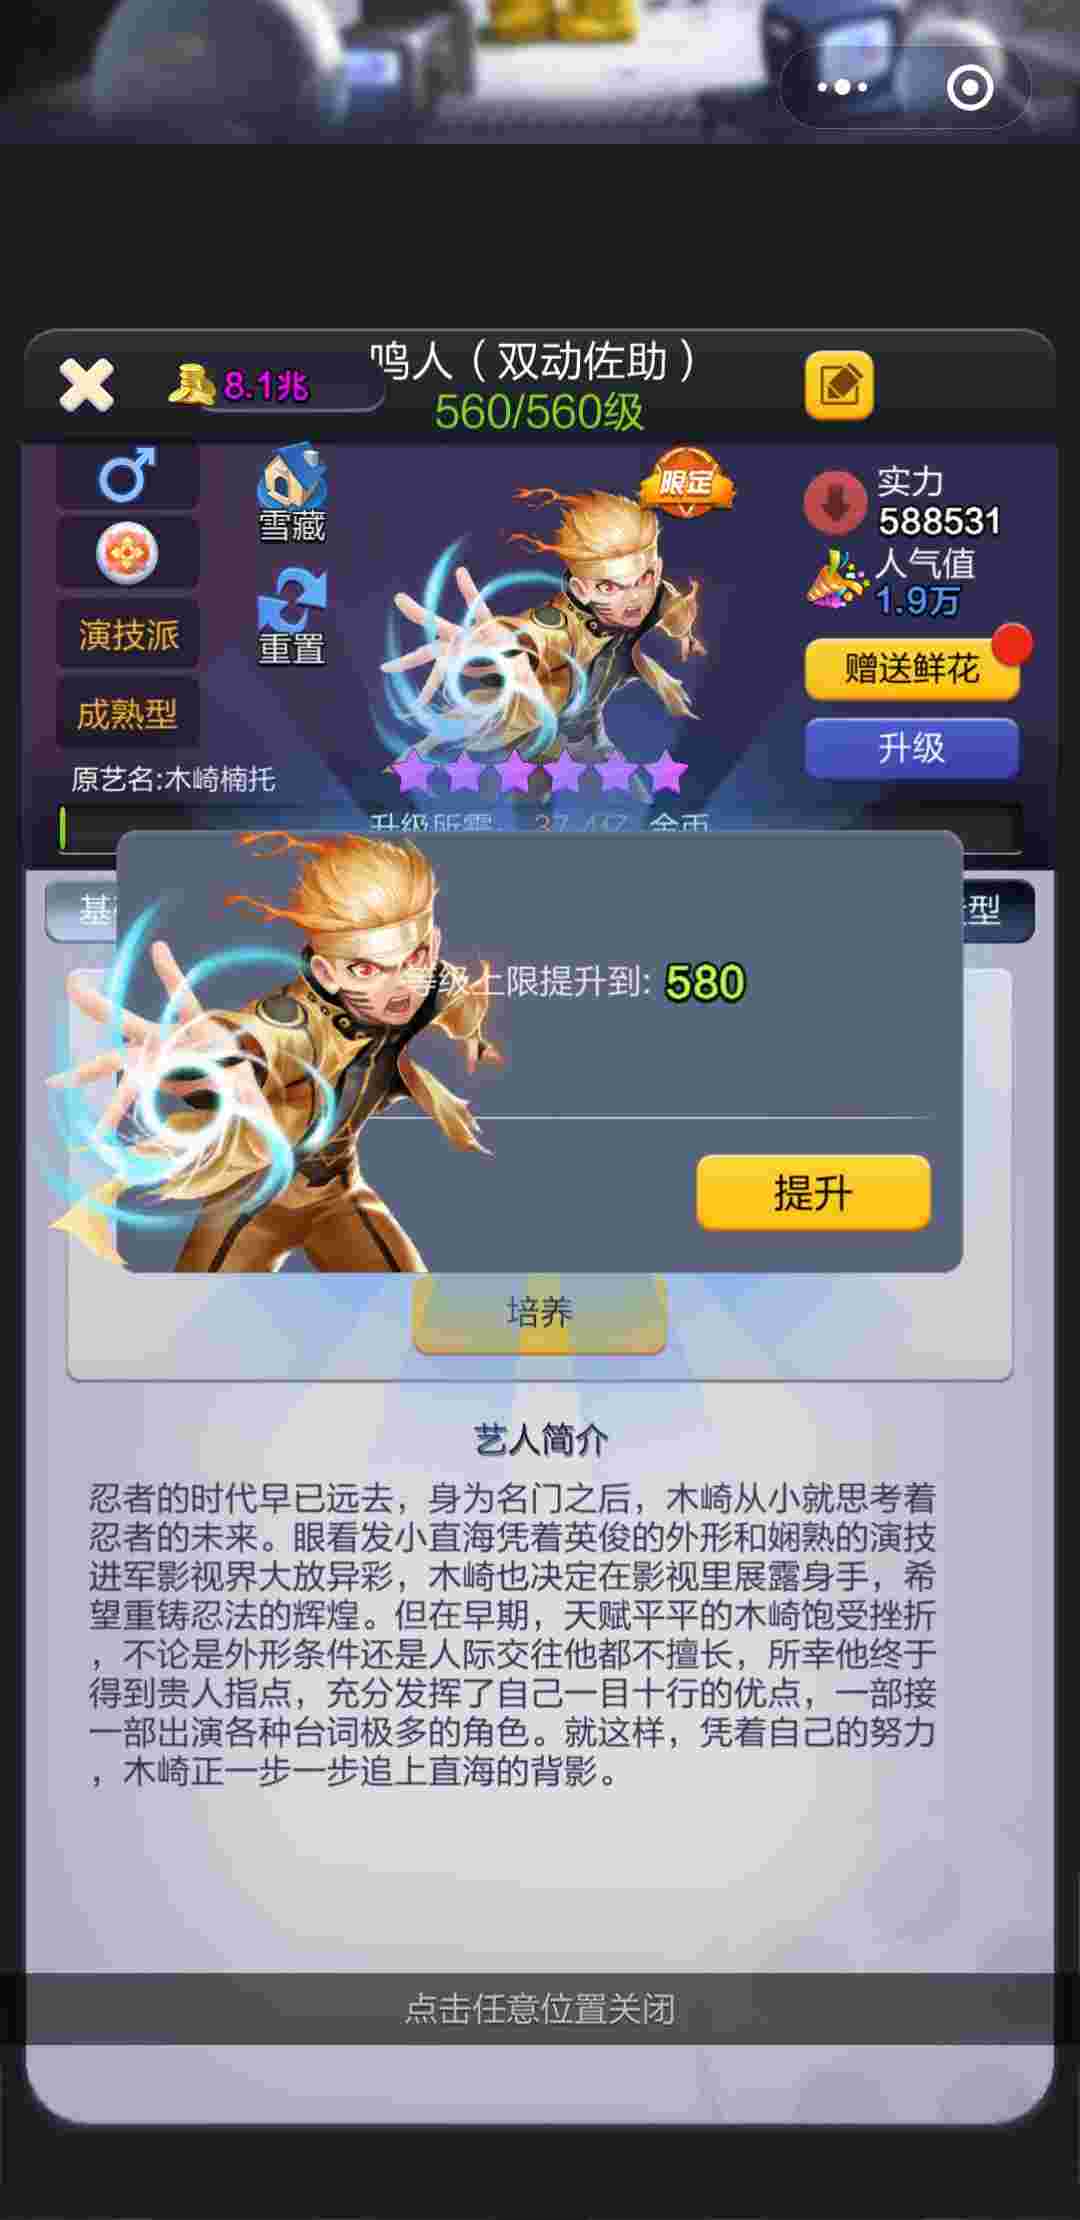 鸣人（双动佐助）
8.1兆
560/560级
限定
雪藏
重置
演技派
成熟型
原艺名:木崎楠托
实力
588531
人气值
1.9万
赠送鲜花
升级
升级所需: 37.4亿 金币
型
等级上限提升到: 580
提升
培养
艺人简介
忍者的时代早已远去，身为名门之后，木崎从小就思考着
忍者的未来。眼看发小直海凭着英俊的外形和娴熟的演技
进军影视界大放异彩，木崎也决定在影视里展露身手，希
望重铸忍法的辉煌。但在早期，天赋平平的木崎饱受挫折
，不论是外形条件还是人际交往他都不擅长，所幸他终于
得到贵人指点，充分发挥了自己一目十行的优点，一部接
一部出演各种台词极多的角色。就这样，凭着自己的努力
，木崎正一步一步追上直海的背影。
点击任意位置关闭